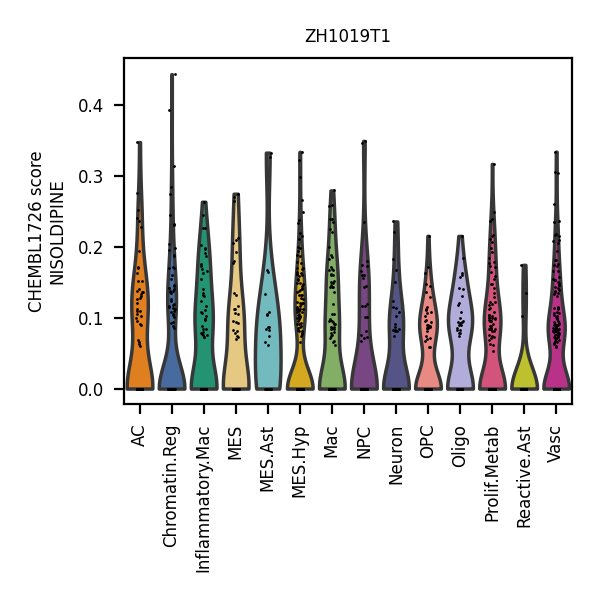 ZH1019T1
CHEMBL1726 score
NISOLDIPINE
0.4
0.3
0.2
0.1
0.0
AC
Chromatin.Reg
Inflammatory.Mac
MES
MES.Ast
MES.Hyp
Mac
NPC
Neuron
OPC
Oligo
Prolif.Metab
Reactive.Ast
Vasc